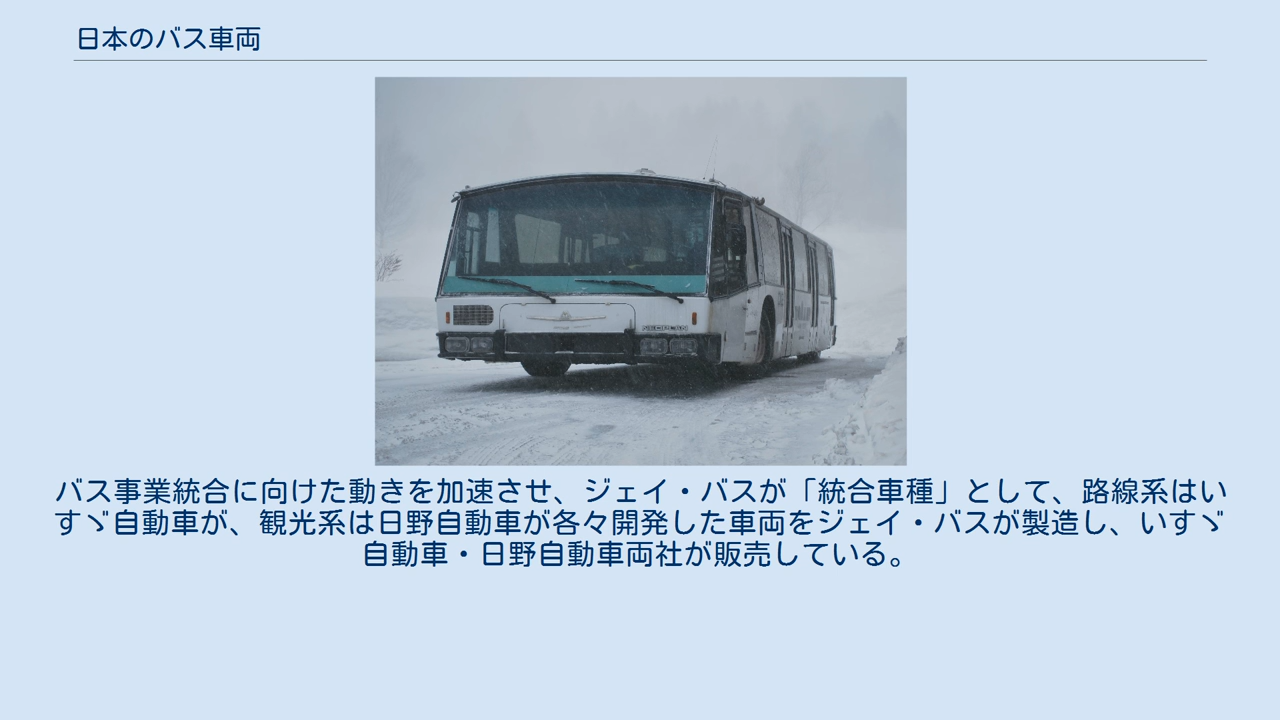 日本のバス車両
NEOPLAN
バス事業統合に向けた動きを加速させ、ジェイ・バスが「統合車種」として、路線系はい
すゞ自動車が、観光系は日野自動車が各々開発した車両をジェイ・バスが製造し、いすゞ
自動車・日野自動車両社が販売している。